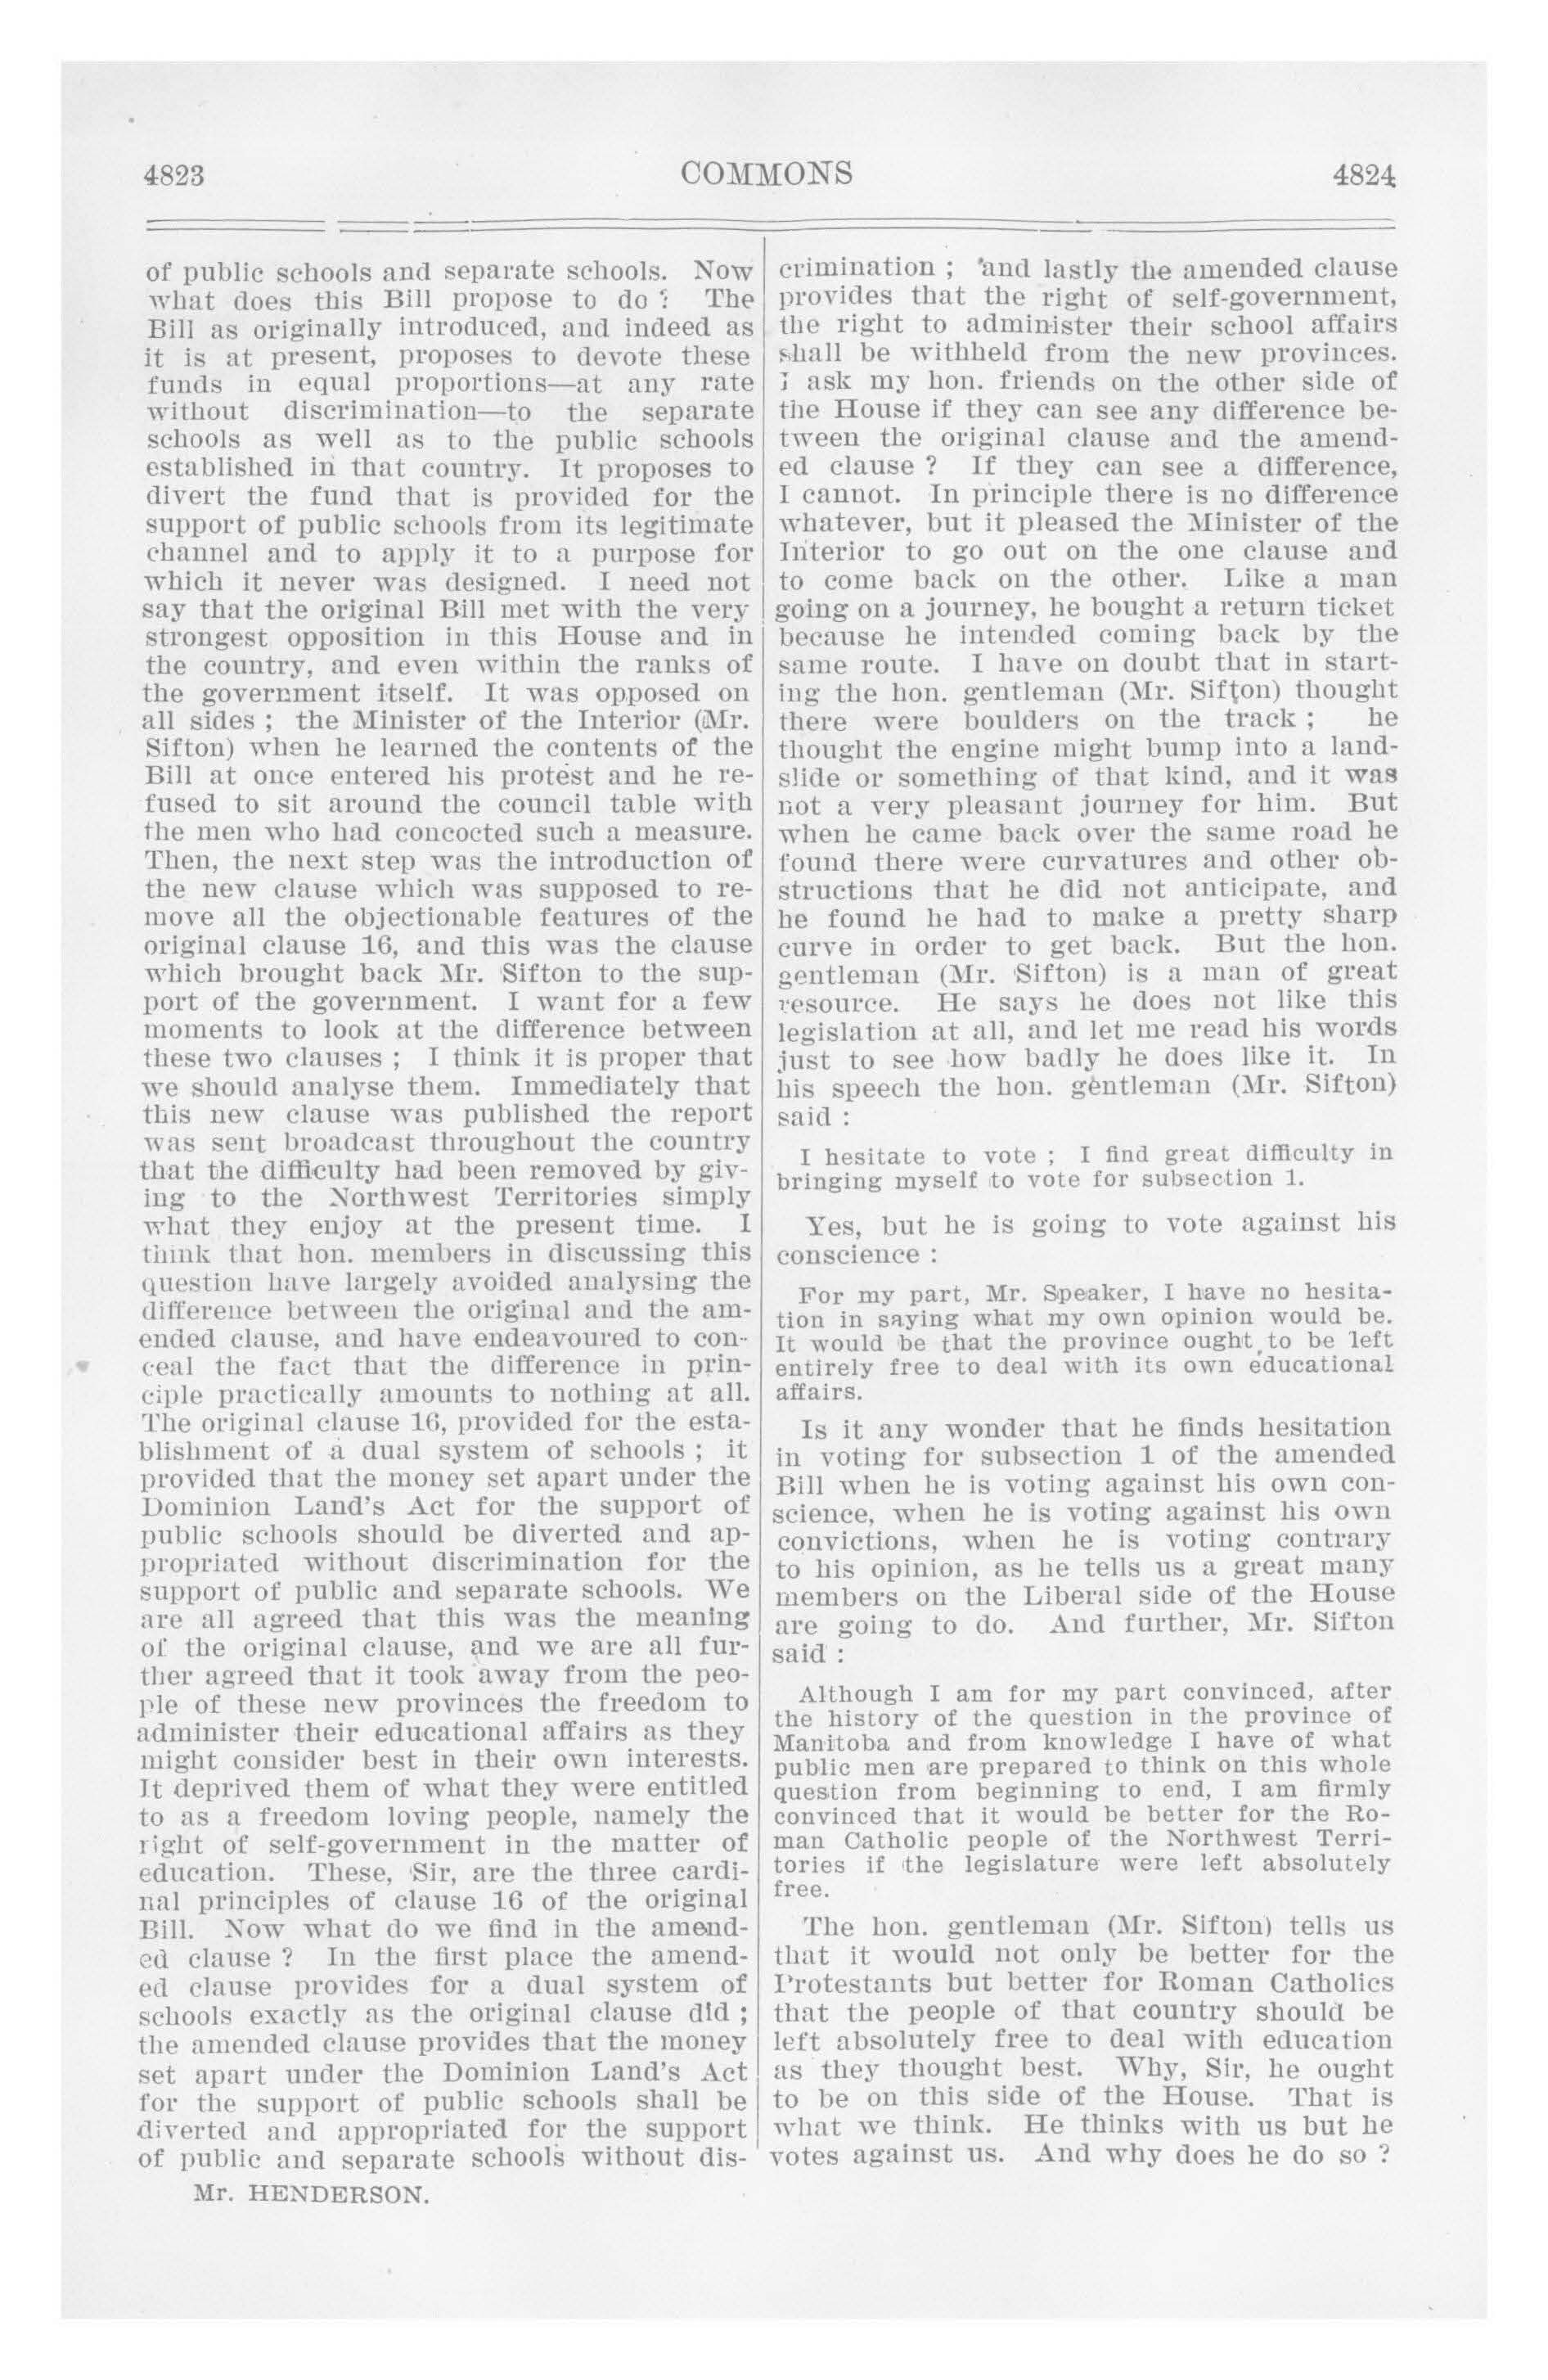 4823 COMMONS 4824
of public schools and separate schools. Now
what does this Bill propose to do? The
Bill as originally introduced, and indeed as
it is at present, proposes to devote these
funds in equal proportions—at any rate
without discrimination—to the separate
schools as well as to the public schools
established in that country. It proposes to
divert the fund that is provided for the
support of public schools from its legitimate
channel and to apply it to a purpose for
which it never was designed. I need not
say that the original Bill met with the very
strongest opposition in this House and in
the country, and even within the ranks of
the government itself. It was opposed on
all sides ; the Minister of the Interior (Mr.
Sifton) when he learned the contents of the
Bill at once entered his protest and he re-
fused to sit around the council table with
the men who had concocted such a measure.
Then, the next step was the introduction of
the new clause which was supposed to re-
move all the objectionable features of the
original clause 16, and this was the clause
which brought back Mr. Sifton to the sup-
port of the government. I want for a few
moments to look at the difference between
these two clauses ; I think it is proper that
we should analyse them. Immediately that
this new clause was published the report
was sent broadcast throughout the country
that the difficulty had been removed by giv-
ing to the Northwest Territories simply
what they enjoy at the present time. I
think that hon. members in discussing this
question have largely avoided analysing the
difference between the original and the am-
ended clause, and have endeavoured to con-
ceal the fact that the difference in prin-
ciple practically amounts to nothing at all.
The original clause 16, provided for the esta-
blishment of a dual system of schools ; it
provided that the money set apart under the
Dominion Land's Act for the support of
public schools should be diverted and ap-
propriated without discrimination for the
support of public and separate schools. We
are all agreed that this was the meaning
of the original clause, and we are all fur-
ther agreed that it took away from the peo-
ple of these new provinces the freedom to
administer their educational affairs as they
might consider best in their own interests.
It deprived them of what they were entitled
to as a freedom loving people, namely the
right of self-government in the matter of
education. These, Sir, are the three cardi-
nal principles of clause 16 of the original
Bill. Now what do we find in the amend-
ed clause ? In the first place the amend-
ed clause provides for a dual system of
schools exactly as the original clause did ;
the amended clause provides that the money
set apart under the Dominion Land's Act
for the support of public schools shall be
diverted and appropriated for the support
of public and separate schools without dis-
Mr. HENDERSON.
crimination ; and lastly the amended clause
provides that the right of self-government,
the right to administer their school affairs
shall be withheld from the new provinces.
I ask my hon. friends on the other side of
the House if they can see any difference be-
tween the original clause and the amend-
ed clause ? If they can see a difference,
I cannot. In principle there is no difference
whatever, but it pleased the Minister of the
Interior to go out on the one clause and
to come back on the other. Like a man
going on a journey, he bought a return ticket
because he intended coming back by the
same route. I have on doubt that in start-
ing the hon. gentleman (Mr. Sifton) thought
there were boulders on the track ; he
thought the engine might bump into a land-
slide or something of that kind, and it was
not a very pleasant journey for him. But
when he came back over the same road he
found there were curvatures and other ob-
structions that he did not anticipate, and
he found he had to make a pretty sharp
curve in order to get back. But the hon.
gentleman (Mr. Sifton) is a man of great
resource. He says he does not like this
legislation at all, and let me read his words
just to see how badly he does like it. In
his speech the hon. gentleman (Mr. Sifton)
said :
I hesitate to vote ; I find great difficulty in
bringing myself to vote for subsection 1.
Yes, but he is going to vote against his
conscience :
For my part, Mr. Speaker, I have no hesita-
tion in saying what my own opinion would be.
It would be that the province ought to be left
entirely free to deal with its own educational
affairs.
Is it any wonder that he finds hesitation
in voting for subsection 1 of the amended
Bill when he is voting against his own con-
science, when he is voting against his own
convictions, when he is voting contrary
to his opinion, as he tells us a great many
members on the Liberal side of the House
are going to do. And further, Mr. Sifton
said :
Although I am for my part convinced, after
the history of the question in the province of
Manitoba and from knowledge I have of what
public men are prepared to think on this whole
question from beginning to end, I am firmly
convinced that it would be better for the Ro-
man Catholic people of the Northwest Terri-
tories if the legislature were left absolutely
free.
The hon. gentleman (Mr. Sifton) tells us
that it would not only be better for the
Protestants but better for Roman Catholics
that the people of that country should be
left absolutely free to deal with education
as they thought best. Why, Sir, he ought
to be on this side of the House. That is
what we think. He thinks with us but he
votes against us. And why does he do so ?